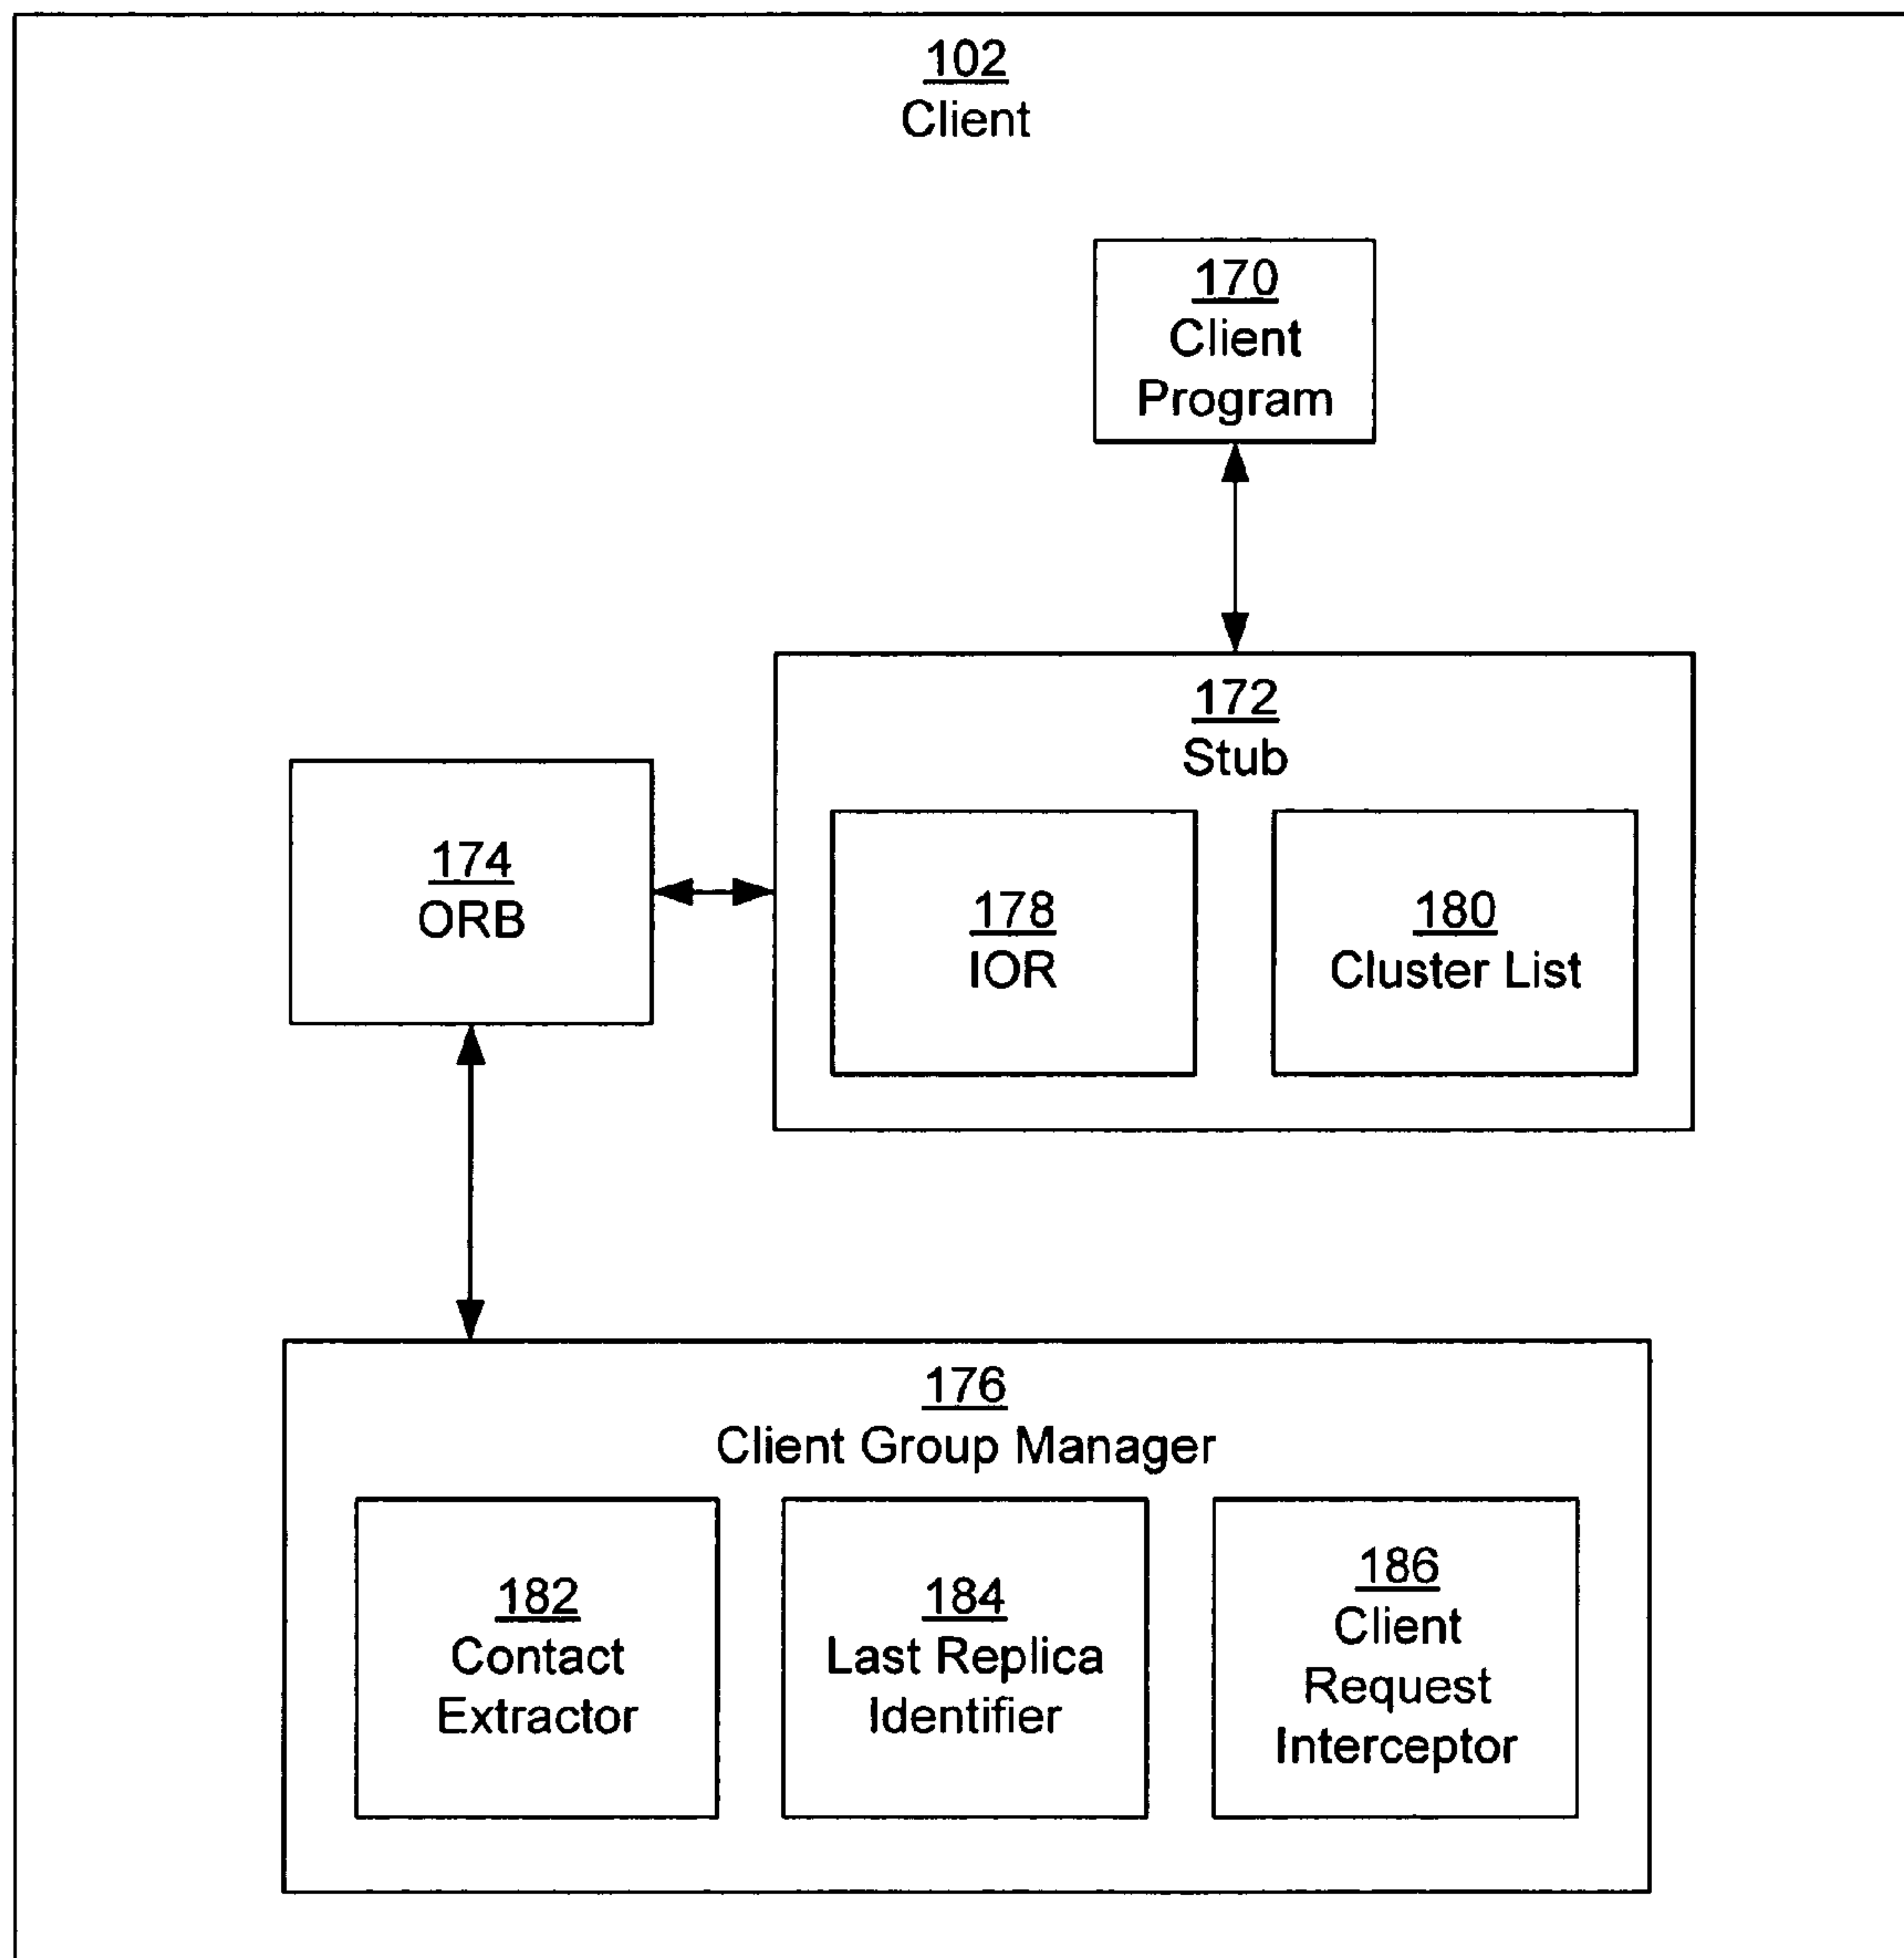 102
Client
170
Client
Program
172
Stub
174
ORB
178
IOR
180
Cluster List
176
Client Group Manager
182
Contact
Extractor
184
Last Replica
Identifier
186
Client
Request
Interceptor